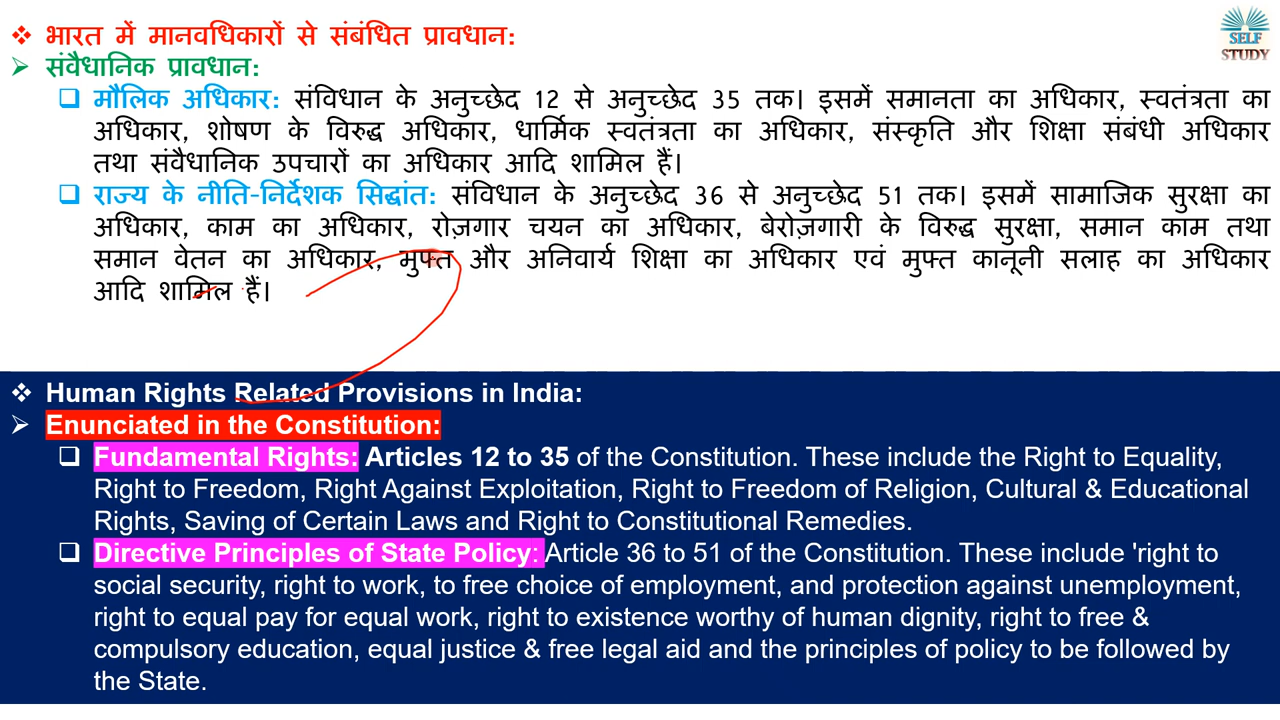 ❖ भारत में मानवधिकारों से संबंधित प्रावधान:
SELF
STUDY
➢ संवैधानिक प्रावधान:
❑ मौलिक अधिकार: संविधान के अनुच्छेद 12 से अनुच्छेद 35 तक। इसमें समानता का अधिकार, स्वतंत्रता का
अधिकार, शोषण के विरुद्ध अधिकार, धार्मिक स्वतंत्रता का अधिकार, संस्कृति और शिक्षा संबंधी अधिकार
तथा संवैधानिक उपचारों का अधिकार आदि शामिल हैं।
❑ राज्य के नीति-निर्देशक सिद्धांत: संविधान के अनुच्छेद 36 से अनुच्छेद 51 तक। इसमें सामाजिक सुरक्षा का
अधिकार, काम का अधिकार, रोज़गार चयन का अधिकार, बेरोज़गारी के विरुद्ध सुरक्षा, समान काम तथा
समान वेतन का अधिकार, मुफ्त और अनिवार्य शिक्षा का अधिकार एवं मुफ्त कानूनी सलाह का अधिकार
आदि शामिल हैं।
❖ Human Rights Related Provisions in India:
➢ Enunciated in the Constitution:
❑ Fundamental Rights: Articles 12 to 35 of the Constitution. These include the Right to Equality,
Right to Freedom, Right Against Exploitation, Right to Freedom of Religion, Cultural & Educational
Rights, Saving of Certain Laws and Right to Constitutional Remedies.
❑ Directive Principles of State Policy: Article 36 to 51 of the Constitution. These include 'right to
social security, right to work, to free choice of employment, and protection against unemployment,
right to equal pay for equal work, right to existence worthy of human dignity, right to free &
compulsory education, equal justice & free legal aid and the principles of policy to be followed by
the State.